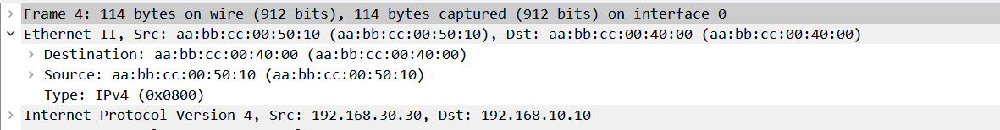 Frame 4: 114 bytes on wire (912 bits), 114 bytes captured (912 bits) on interface 0
Ethernet II, Src: aa:bb:cc:00:50:10 (aa:bb:cc:00:50:10), Dst: aa:bb:cc:00:40:00 (aa:bb:cc:00:40:00)
Destination: aa:bb:cc:00:40:00 (aa:bb:cc:00:40:00)
Source: aa:bb:cc:00:50:10 (aa:bb:cc:00:50:10)
Type: IPv4 (0x0800)
Internet Protocol Version 4, Src: 192.168.30.30, Dst: 192.168.10.10